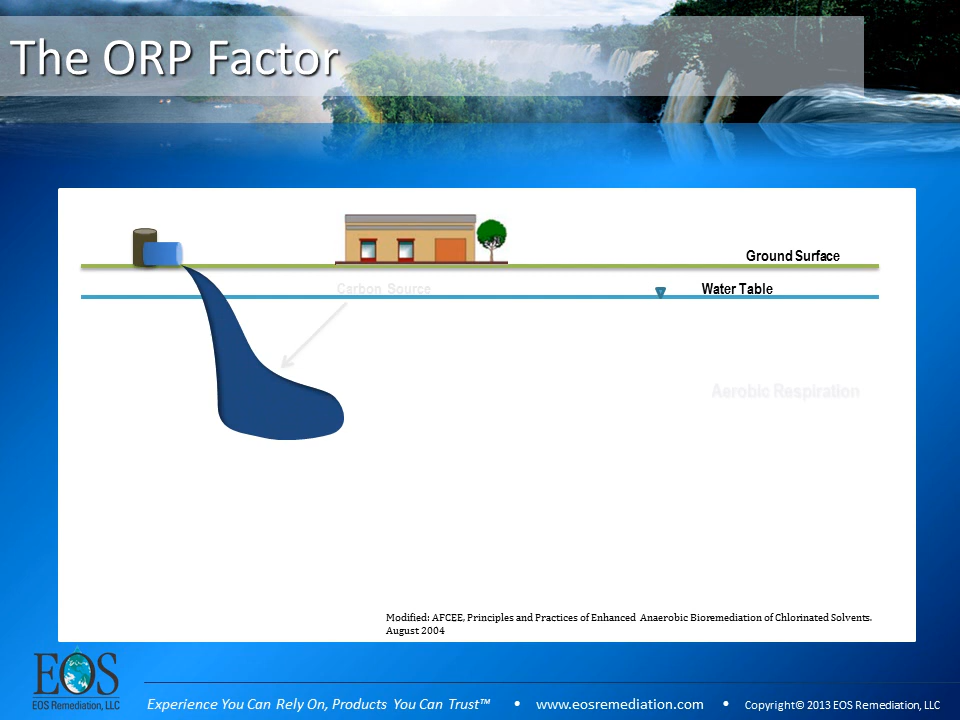 The ORP Factor
Ground Surface
Carbon Source
Water Table
Aerobic Respiration
Modified: AFCEE, Principles and Practices of Enhanced Anaerobic Bioremediation of Chlorinated Solvents.
August 2004
EOS
EOS Remediation, LLC
Experience You Can Rely On, Products You Can Trust™ • www.eosremediation.com • Copyright© 2013 EOS Remediation, LLC